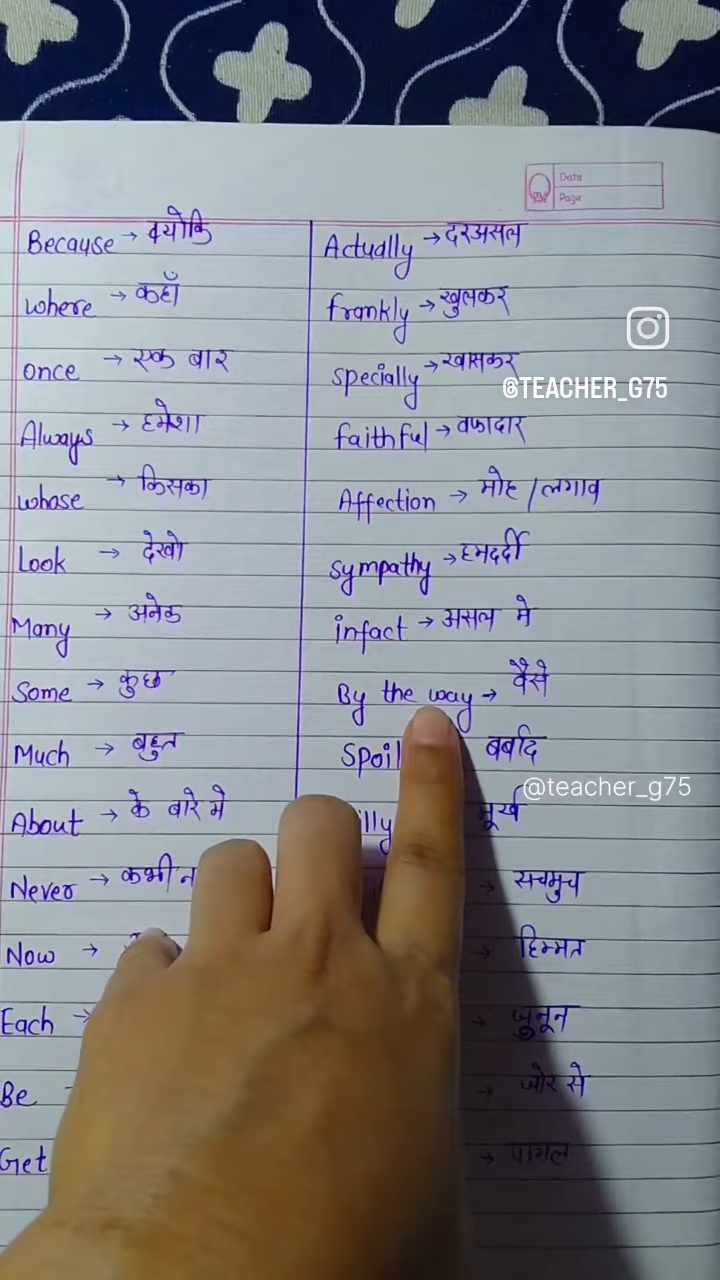 Data
Page
Because → क्योकि
where → कहाँ
once → एक बार
Always → हमेशा
whose → किसका
Look → देखो
Many → अनेक
Some → कुछ
Much → बहुत
About → के बारे मे
Never → कभी न
Now →
Each →
Be
Get
Actually → दरअसल
frankly → खुलकर
specially → खासकर
@TEACHER_G75
faithful → वफादार
Affection → मोह / लगाव
Sympathy → हमदर्दी
infact → असल मे
By the way → वैसे
Spoil बर्बाद
@teacher_g75
illy मूर्ख
→ सचमुच
→ हिम्मत
→ जुनून
→ जोर से
→ पागल